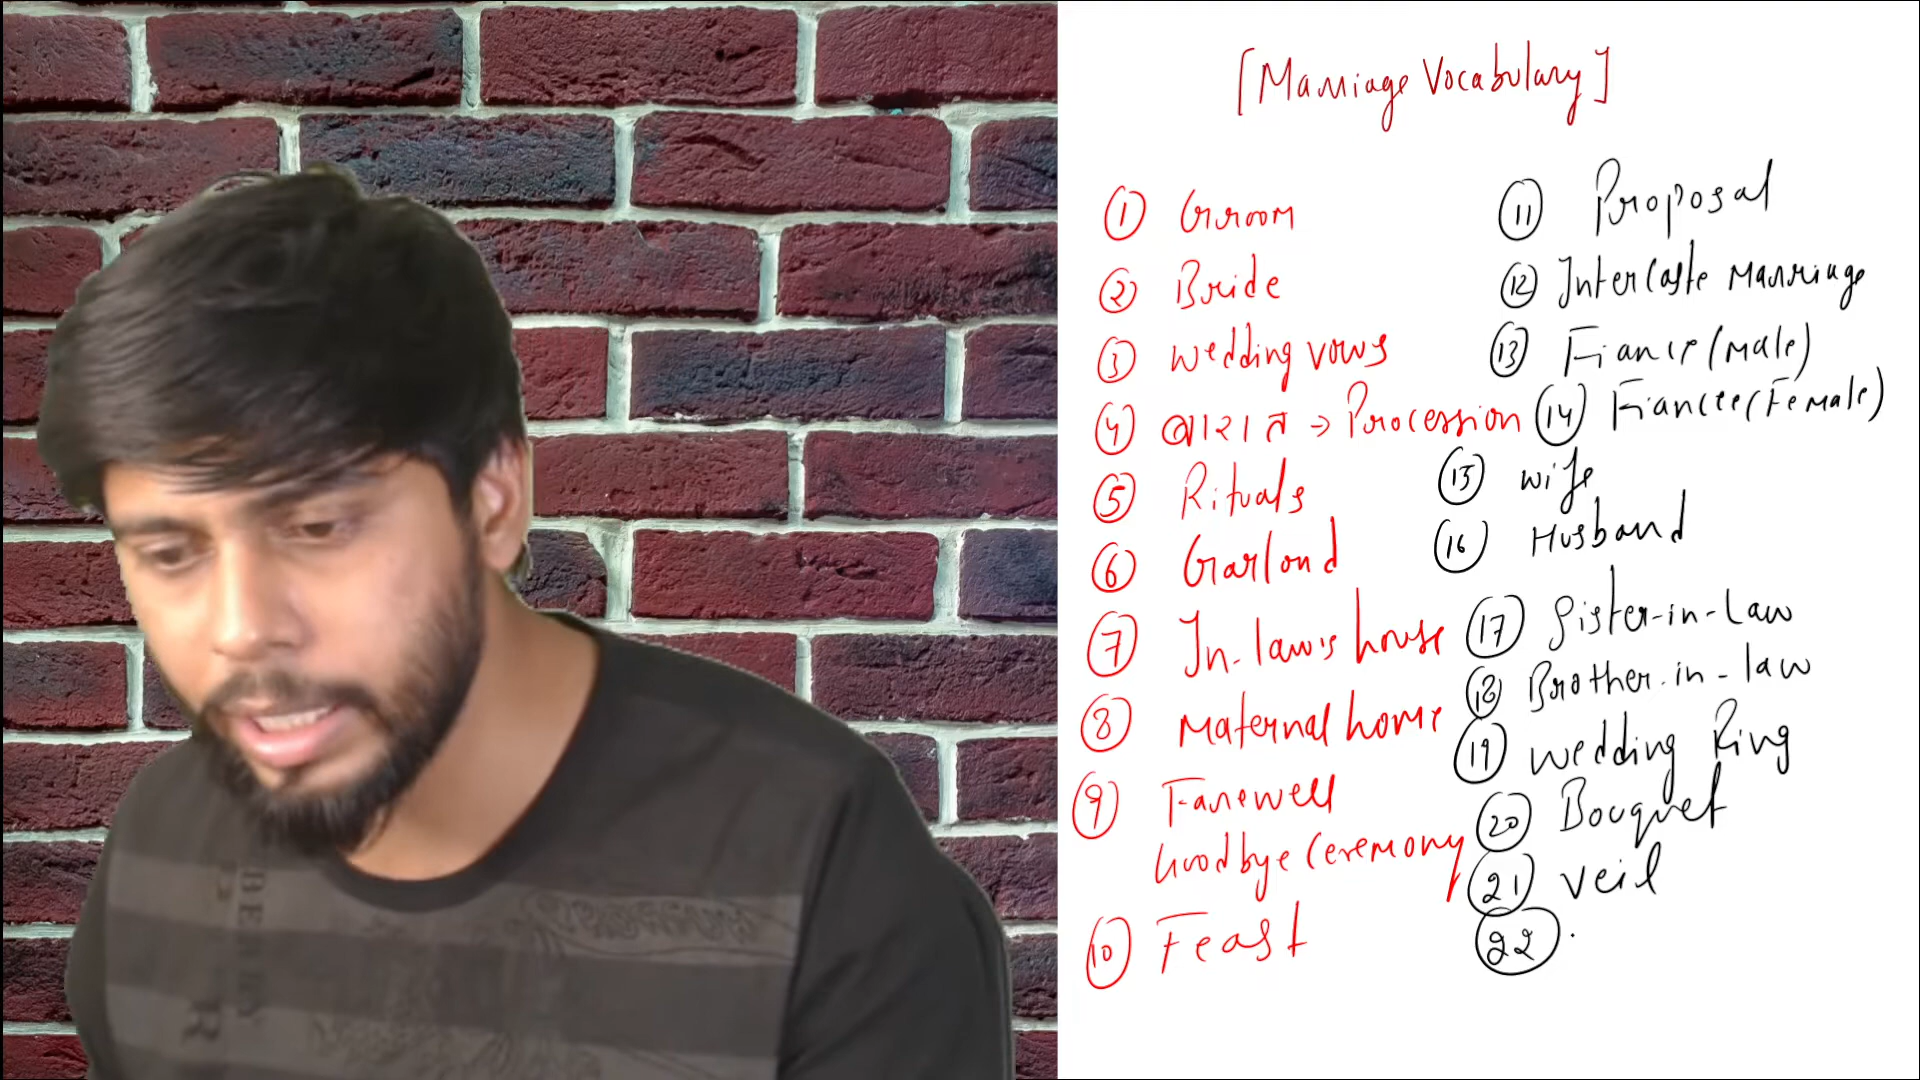 [Marriage Vocabulary]
① Groom
② Bride
③ Wedding vows
④ बारात → Procession
⑤ Rituals
⑥ Garland
⑦ In-law's house
⑧ Maternal home
⑨ Farewell
Goodbye Ceremony
⑩ Feast
⑪ Proposal
⑫ Intercaste Marriage
⑬ Fiance (Male)
⑭ Fiancee (Female)
⑮ wife
⑯ Husband
⑰ Sister-in-law
⑱ Brother-in-law
⑲ Wedding Ring
⑳ Bouquet
㉑ Veil
㉒ .